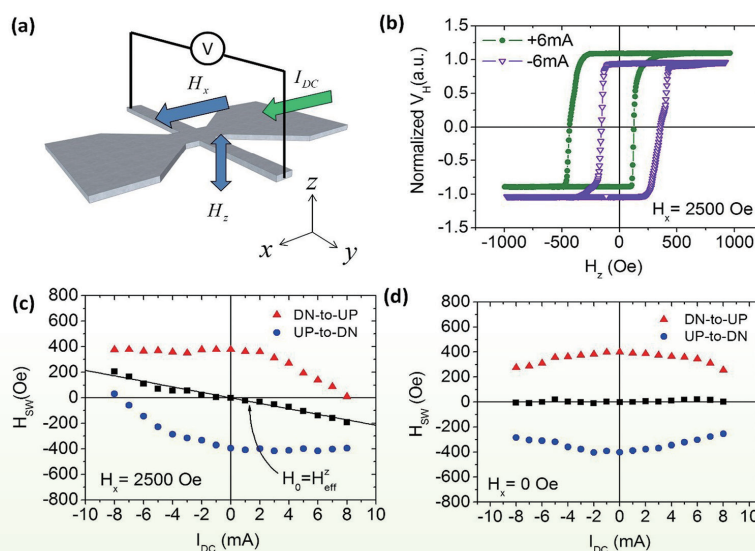 (a)
V
H_x
I_DC
H_z
z
x
y
(b)
+6mA
-6mA
Normalized V_H(a.u.)
1.5
1.0
0.5
0.0
-0.5
-1.0
-1.5
H_x= 2500 Oe
-1000 -500 0 500 1000
H_z (Oe)
(c)
DN-to-UP
UP-to-DN
H_SW(Oe)
800
600
400
200
0
-200
-400
-600
-800
H_x= 2500 Oe
H_0=H^z_eff
-10 -8 -6 -4 -2 0 2 4 6 8 10
I_DC (mA)
(d)
DN-to-UP
UP-to-DN
H_SW(Oe)
800
600
400
200
0
-200
-400
-600
-800
H_x= 0 Oe
-10 -8 -6 -4 -2 0 2 4 6 8 10
I_DC (mA)